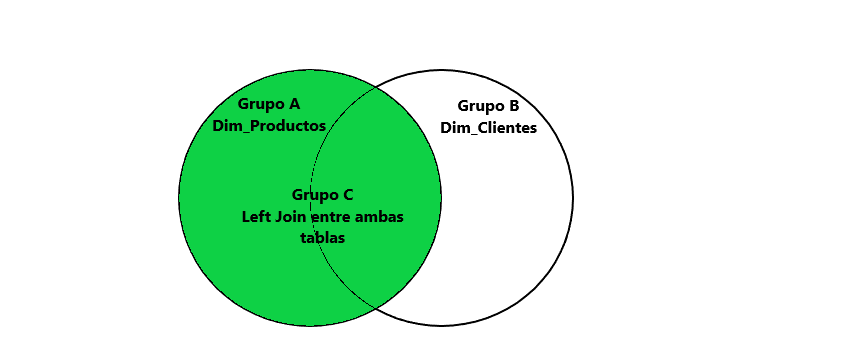 Grupo A
Dim_Productos
Grupo B
Dim_Clientes
Grupo C
Left Join entre ambas
tablas